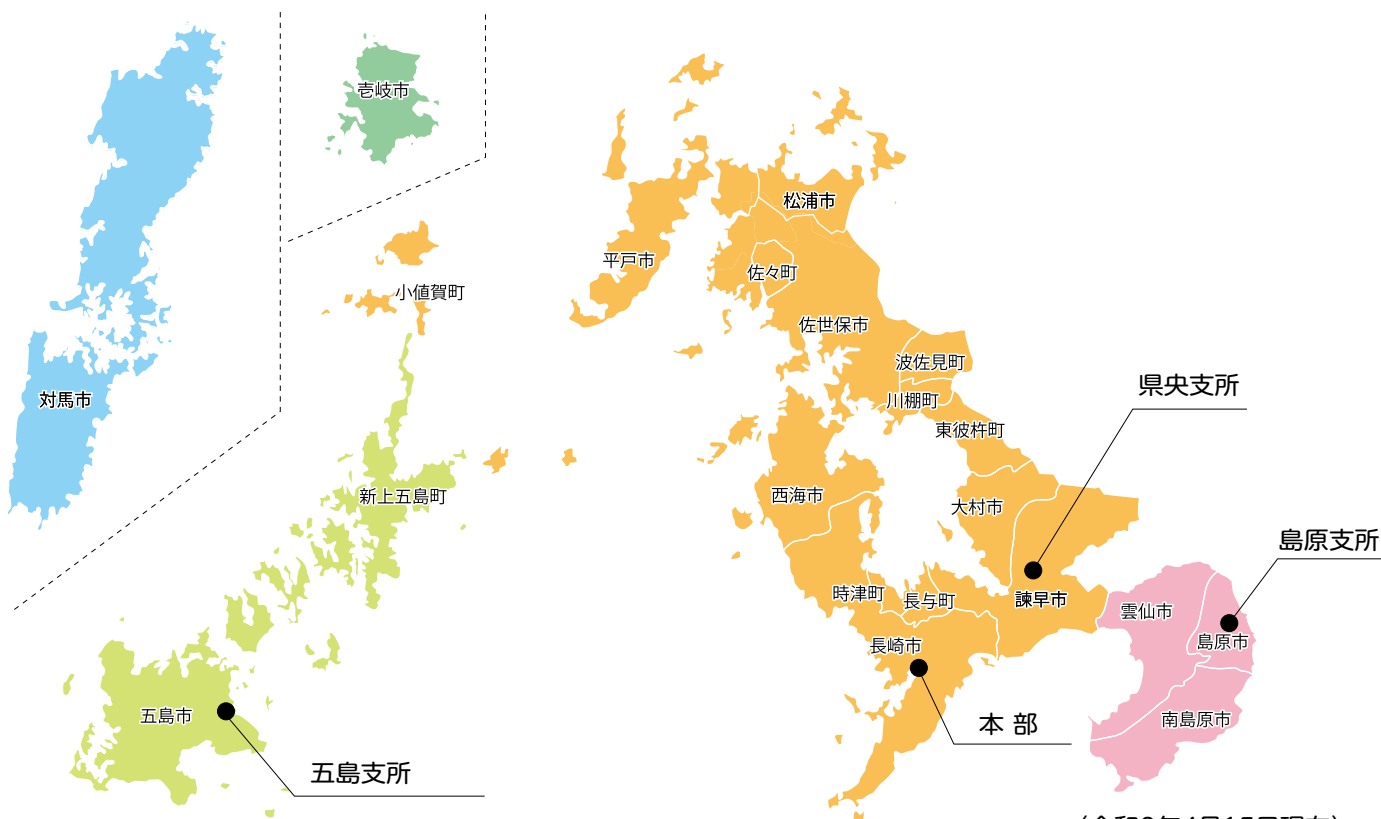 壱岐市
対馬市
小値賀町
新上五島町
五島市
五島支所
平戸市
松浦市
佐々町
佐世保市
波佐見町
川棚町
東彼杵町
西海市
大村市
時津町
長与町
諫早市
長崎市
県央支所
島原支所
雲仙市
島原市
南島原市
本 部